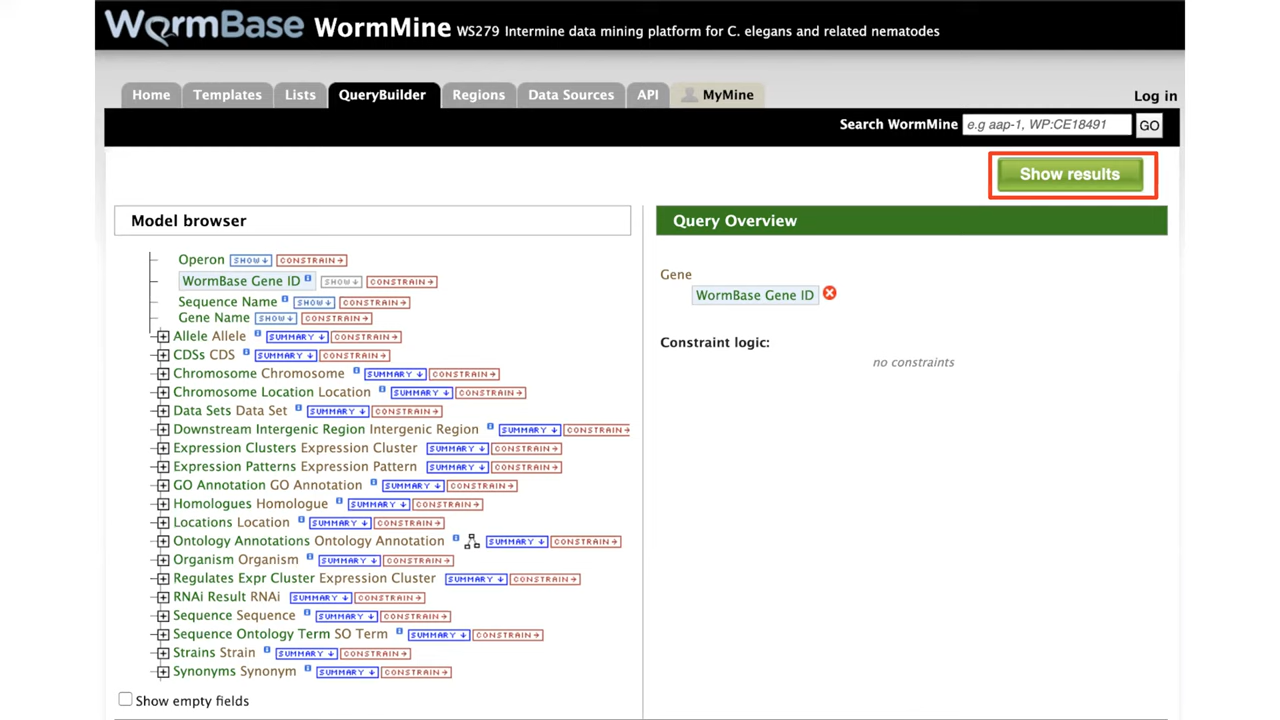 WormBase WormMine WS279 Intermine data mining platform for C. elegans and related nematodes
Home Templates Lists QueryBuilder Regions Data Sources API MyMine Log in
Search WormMine e.g aap-1, WP:CE18491 GO
Show results
Model browser
Operon SHOW↓ CONSTRAIN→
WormBase Gene ID SHOW↓ CONSTRAIN→
Sequence Name SHOW↓ CONSTRAIN→
Gene Name SHOW↓ CONSTRAIN→
Allele Allele SUMMARY ↓ CONSTRAIN→
CDSs CDS SUMMARY ↓ CONSTRAIN→
Chromosome Chromosome SUMMARY ↓ CONSTRAIN→
Chromosome Location Location SUMMARY ↓ CONSTRAIN→
Data Sets Data Set SUMMARY ↓ CONSTRAIN→
Downstream Intergenic Region Intergenic Region SUMMARY ↓ CONSTRAIN→
Expression Clusters Expression Cluster SUMMARY ↓ CONSTRAIN→
Expression Patterns Expression Pattern SUMMARY ↓ CONSTRAIN→
GO Annotation GO Annotation SUMMARY ↓ CONSTRAIN→
Homologues Homologue SUMMARY ↓ CONSTRAIN→
Locations Location SUMMARY ↓ CONSTRAIN→
Ontology Annotations Ontology Annotation SUMMARY ↓ CONSTRAIN→
Organism Organism SUMMARY ↓ CONSTRAIN→
Regulates Expr Cluster Expression Cluster SUMMARY ↓ CONSTRAIN→
RNAi Result RNAi SUMMARY ↓ CONSTRAIN→
Sequence Sequence SUMMARY ↓ CONSTRAIN→
Sequence Ontology Term SO Term SUMMARY ↓ CONSTRAIN→
Strains Strain SUMMARY ↓ CONSTRAIN→
Synonyms Synonym SUMMARY ↓ CONSTRAIN→
Show empty fields
Query Overview
Gene
WormBase Gene ID
Constraint logic:
no constraints